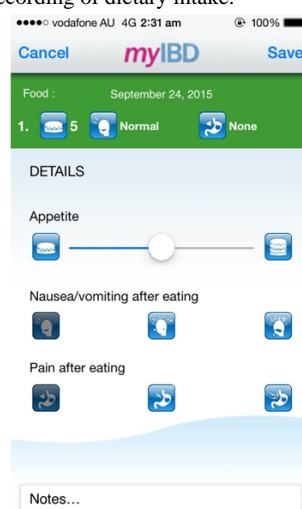 ecording of dietary intake.
vodafone AU 4G 2:31 am 100%
Cancel myIBD Save
Food : September 24, 2015
1. 5 Normal None
DETAILS
Appetite
Nausea/vomiting after eating
Pain after eating
Notes...